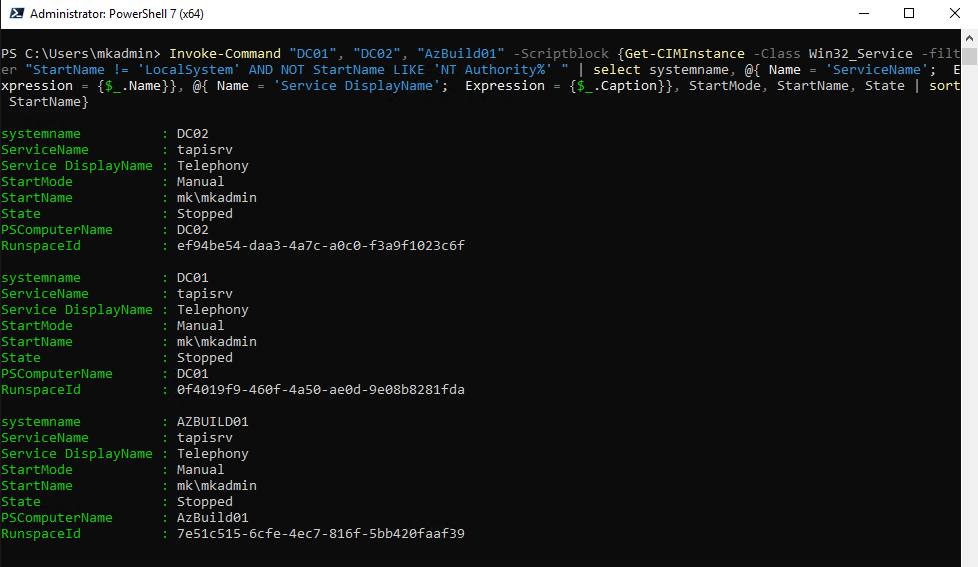 Administrator: PowerShell 7 (x64)
PS C:\Users\mkadmin> Invoke-Command "DC01", "DC02", "AzBuild01" -Scriptblock {Get-CIMInstance -Class Win32_Service -filt
er "StartName != 'LocalSystem' AND NOT StartName LIKE 'NT Authority%' " | select systemname, @{ Name = 'ServiceName';  E
xpression = {$_.Name}}, @{ Name = 'Service DisplayName';  Expression = {$_.Caption}}, StartMode, StartName, State | sort
 StartName}
systemname          : DC02
ServiceName         : tapisrv
Service DisplayName : Telephony
StartMode           : Manual
StartName           : mk\mkadmin
State               : Stopped
PSComputerName      : DC02
RunspaceId          : ef94be54-daa3-4a7c-a0c0-f3a9f1023c6f
systemname          : DC01
ServiceName         : tapisrv
Service DisplayName : Telephony
StartMode           : Manual
StartName           : mk\mkadmin
State               : Stopped
PSComputerName      : DC01
RunspaceId          : 0f4019f9-460f-4a50-ae0d-9e08b8281fda
systemname          : AZBUILD01
ServiceName         : tapisrv
Service DisplayName : Telephony
StartMode           : Manual
StartName           : mk\mkadmin
State               : Stopped
PSComputerName      : AzBuild01
RunspaceId          : 7e51c515-6cfe-4ec7-816f-5bb420faaf39